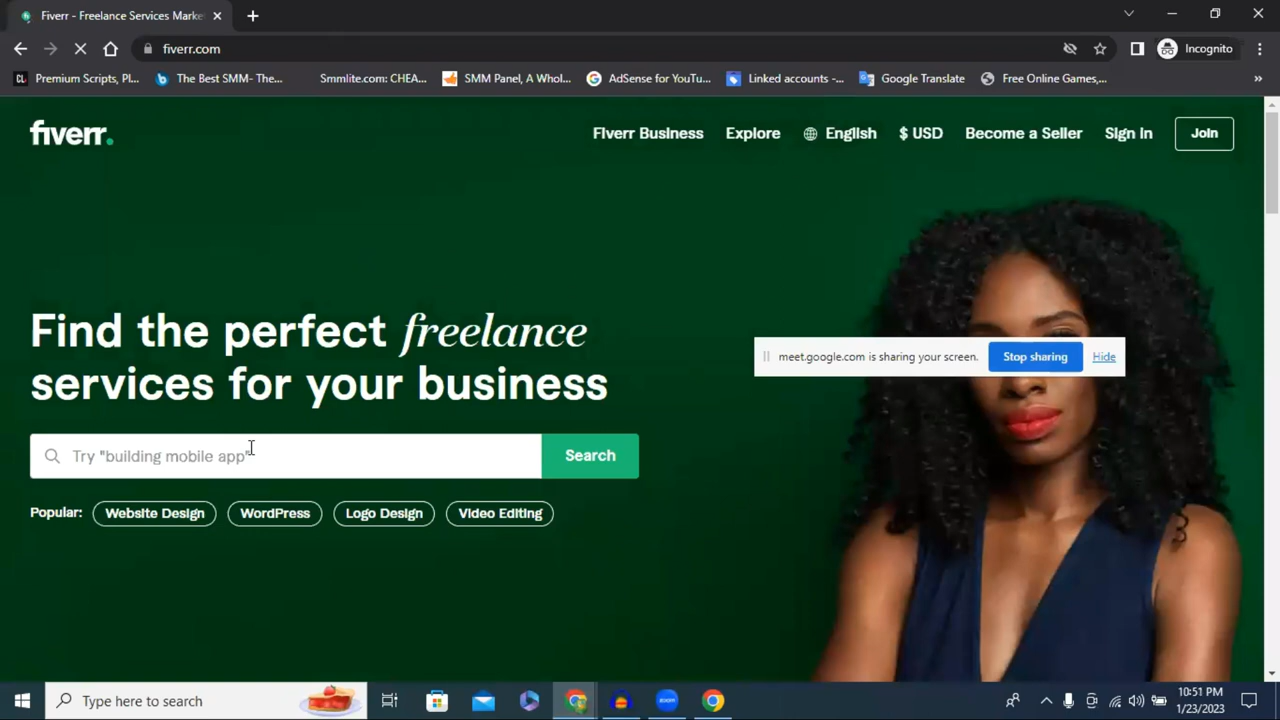 Fiverr - Freelance Services Marke
fiverr.com
Incognito
Premium Scripts, Pl...
The Best SMM- The...
Smmlite.com: CHEA...
SMM Panel, A Whol...
AdSense for YouTu...
Linked accounts -...
Google Translate
Free Online Games,...
»
fiverr.
Fiverr Business
Explore
English
$ USD
Become a Seller
Sign In
Join
Find the perfect freelance
services for your business
meet.google.com is sharing your screen.
Stop sharing
Hide
Try "building mobile app"
Search
Popular:
Website Design
WordPress
Logo Design
Video Editing
Type here to search
zoom
10:51 PM
1/23/2023